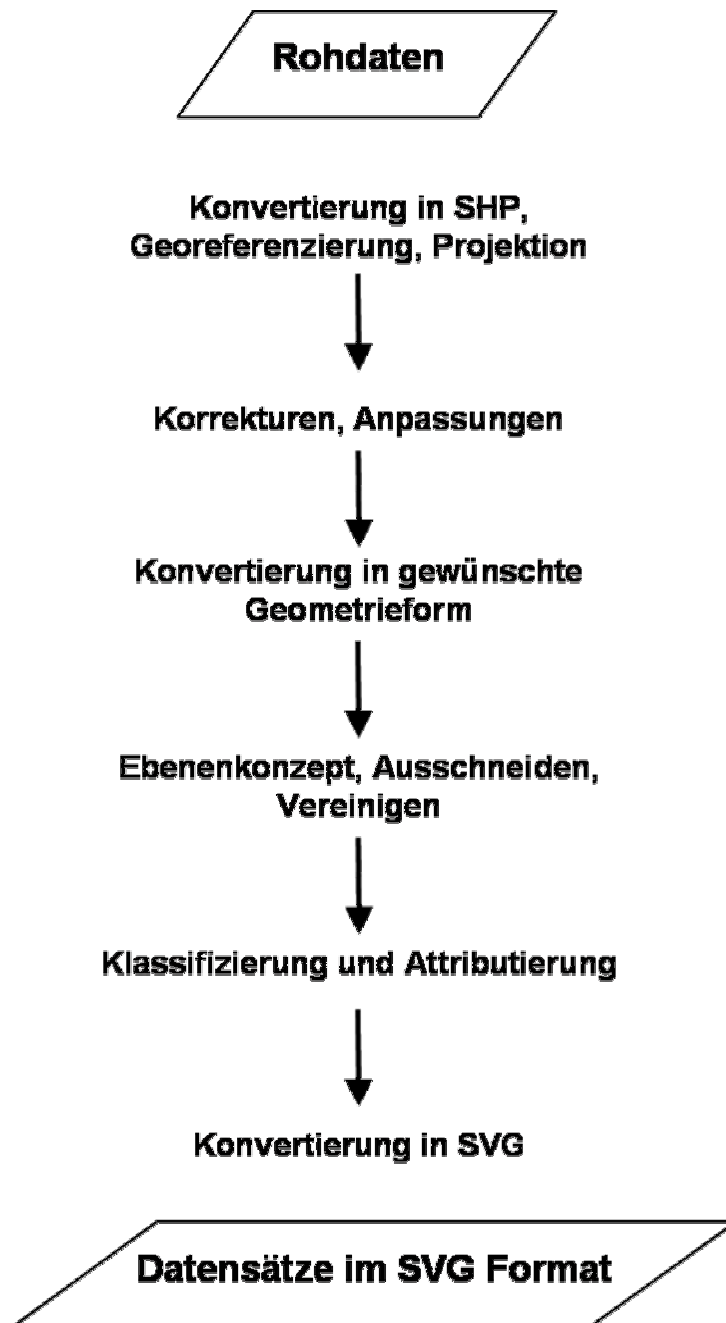 Rohdaten
Konvertierung in SHP,
Georeferenzierung, Projektion
Korrekturen, Anpassungen
Konvertierung in gewünschte
Geometrieform
Ebenenkonzept, Ausschneiden,
Vereinigen
Klassifizierung und Attributierung
Konvertierung in SVG
Datensätze im SVG Format